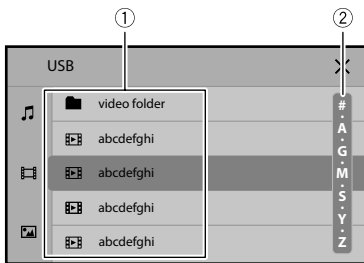 ① ②
USB
video folder
abcdefghi
abcdefghi
abcdefghi
abcdefghi
#
·
A
·
G
·
M
·
S
·
Y
·
Z